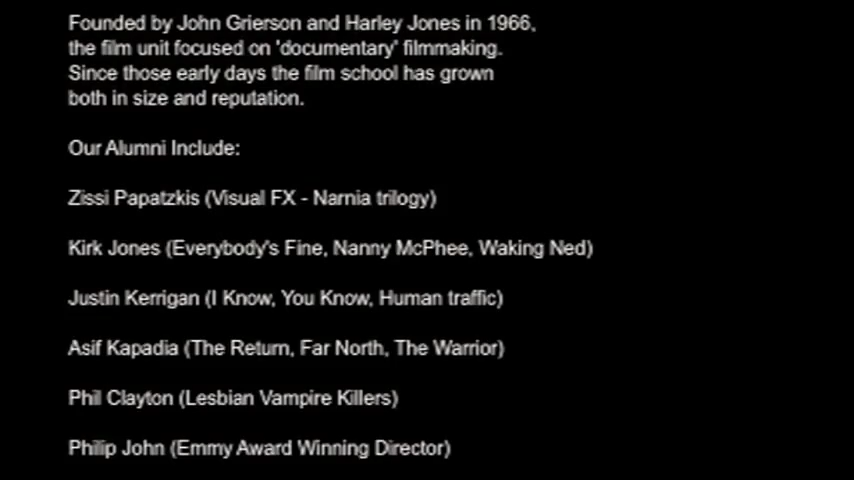 Founded by John Grierson and Harley Jones in 1966,
the film unit focused on 'documentary' filmmaking.
Since those early days the film school has grown
both in size and reputation.
Our Alumni Include:
Zissi Papatzkis (Visual FX - Narnia trilogy)
Kirk Jones (Everybody's Fine, Nanny McPhee, Waking Ned)
Justin Kerrigan (I Know, You Know, Human traffic)
Asif Kapadia (The Return, Far North, The Warrior)
Phil Clayton (Lesbian Vampire Killers)
Philip John (Emmy Award Winning Director)